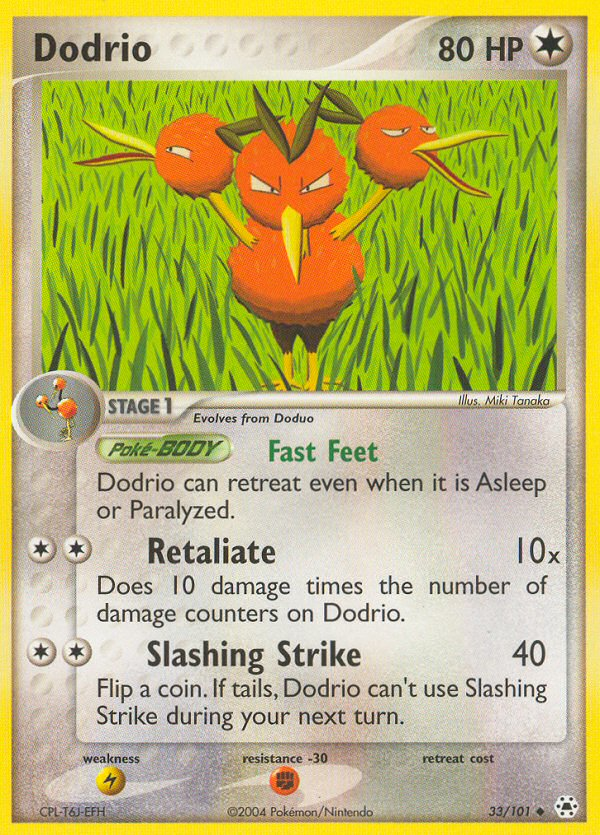 Dodrio 80 HP
Illus. Miki Tanaka
STAGE 1
Evolves from Doduo
Poké-BODY Fast Feet
Dodrio can retreat even when it is Asleep
or Paralyzed.
Retaliate 10x
Does 10 damage times the number of
damage counters on Dodrio.
Slashing Strike 40
Flip a coin. If tails, Dodrio can't use Slashing
Strike during your next turn.
weakness resistance -30 retreat cost
CPL-T6J-EFH ©2004 Pokémon/Nintendo 33/101